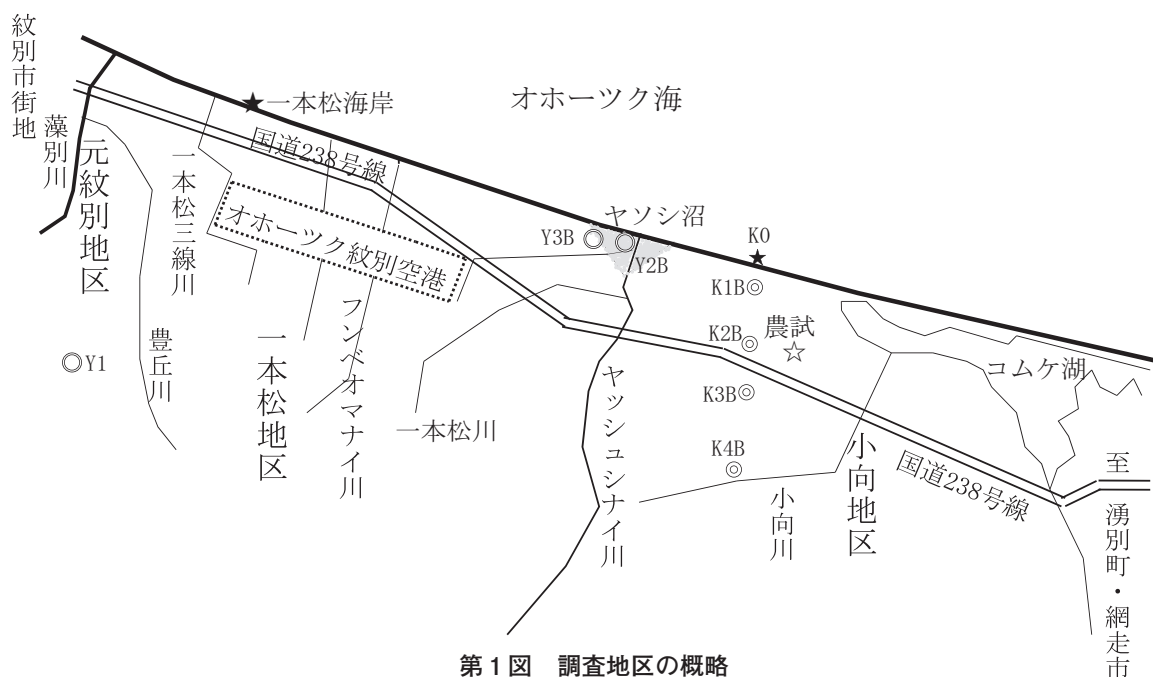 紋別市街地
藻別川
元紋別地区
★一本松海岸
オホーツク海
国道238号線
一本松三線川
オホーツク紋別空港
豊丘川
Y1
一本松地区
フンベオマナイ川
一本松川
ヤソシ沼
Y3B
Y2B
K0
K1B
K2B
農試
K3B
K4B
ヤッシュシナイ川
コムケ湖
小向地区
小向川
国道238号線
至
湧別町・網走市
第1図 調査地区の概略